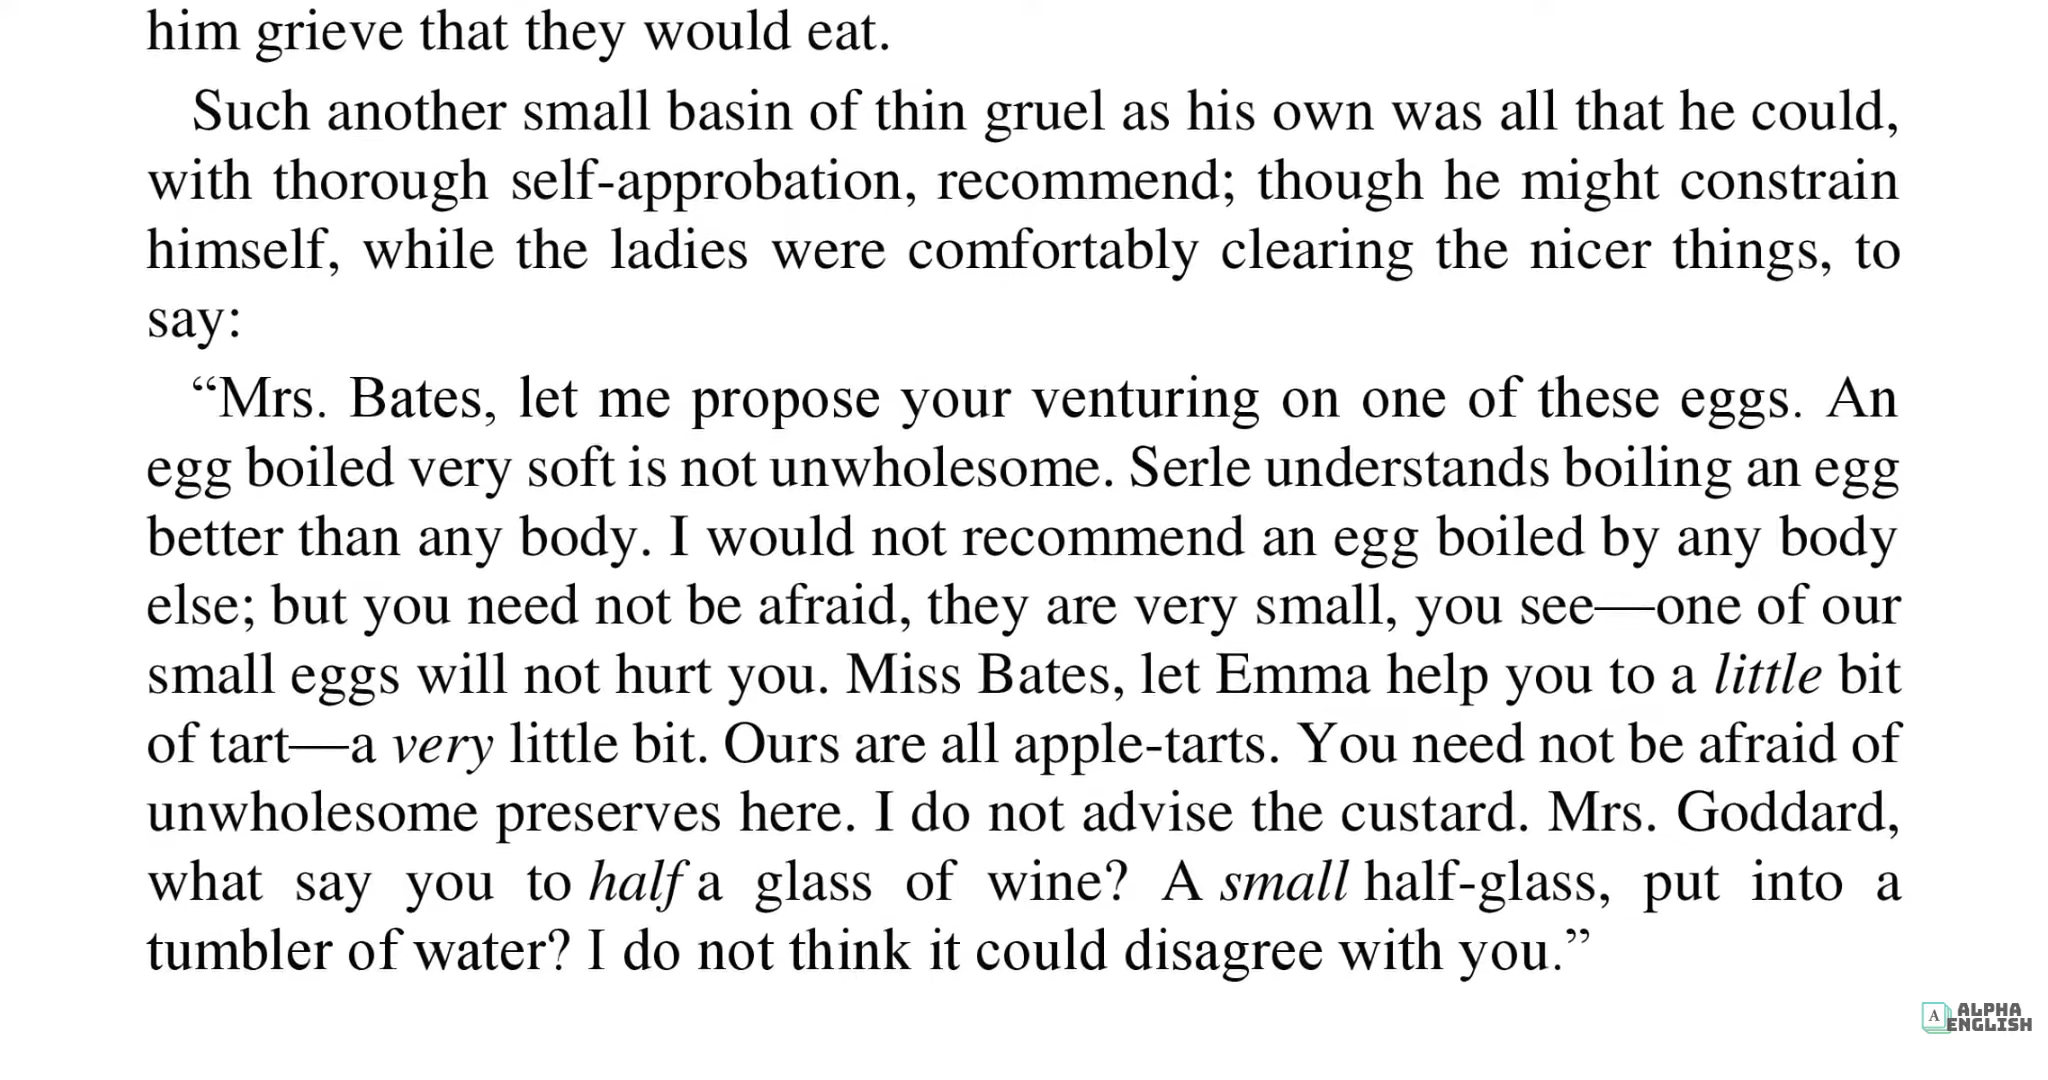 him grieve that they would eat.
Such another small basin of thin gruel as his own was all that he could,
with thorough self-approbation, recommend; though he might constrain
himself, while the ladies were comfortably clearing the nicer things, to
say:
“Mrs. Bates, let me propose your venturing on one of these eggs. An
egg boiled very soft is not unwholesome. Serle understands boiling an egg
better than any body. I would not recommend an egg boiled by any body
else; but you need not be afraid, they are very small, you see—one of our
small eggs will not hurt you. Miss Bates, let Emma help you to a little bit
of tart—a very little bit. Ours are all apple-tarts. You need not be afraid of
unwholesome preserves here. I do not advise the custard. Mrs. Goddard,
what say you to half a glass of wine? A small half-glass, put into a
tumbler of water? I do not think it could disagree with you.”
A ALPHA
ENGLISH